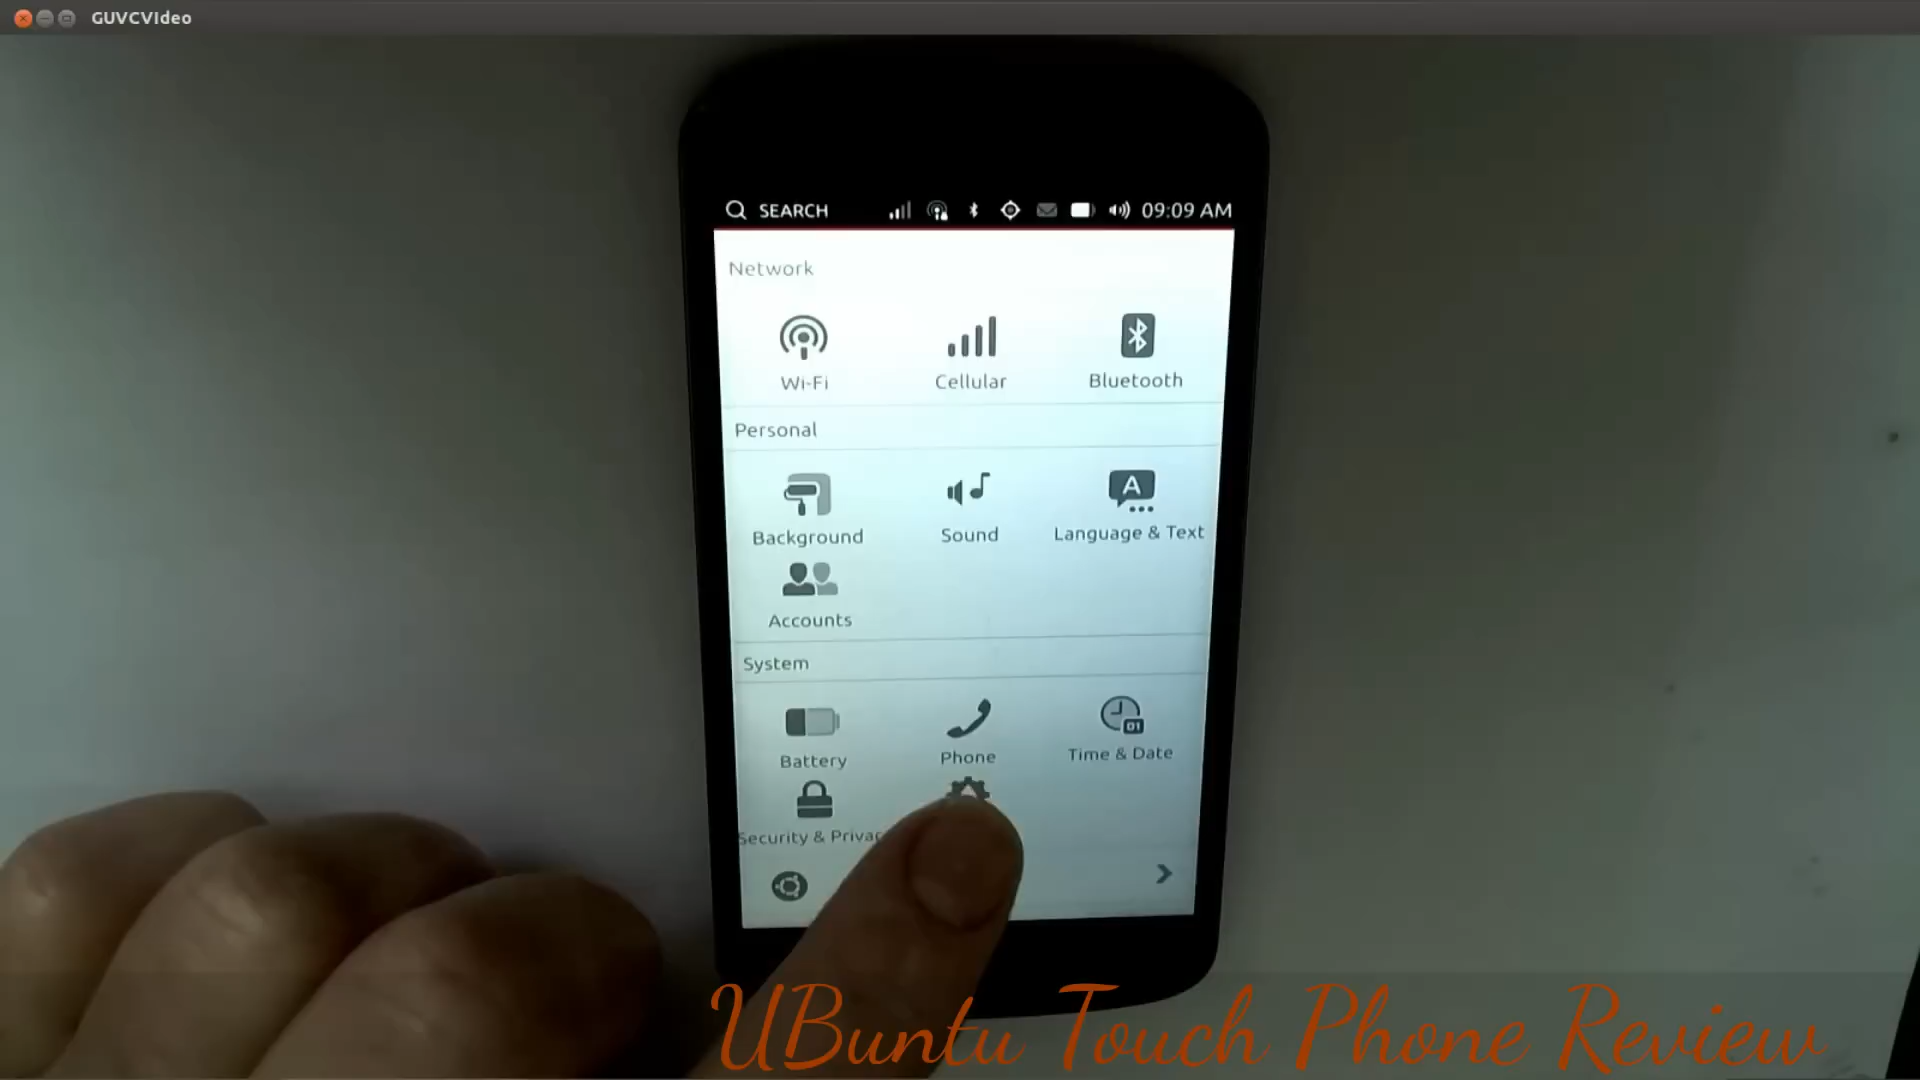 GUVCVideo
SEARCH 09:09 AM
Network
Wi-Fi Cellular Bluetooth
Personal
Background Sound Language & Text
Accounts
System
Battery Phone Time & Date
Security &
UBuntu Touch Phone Review